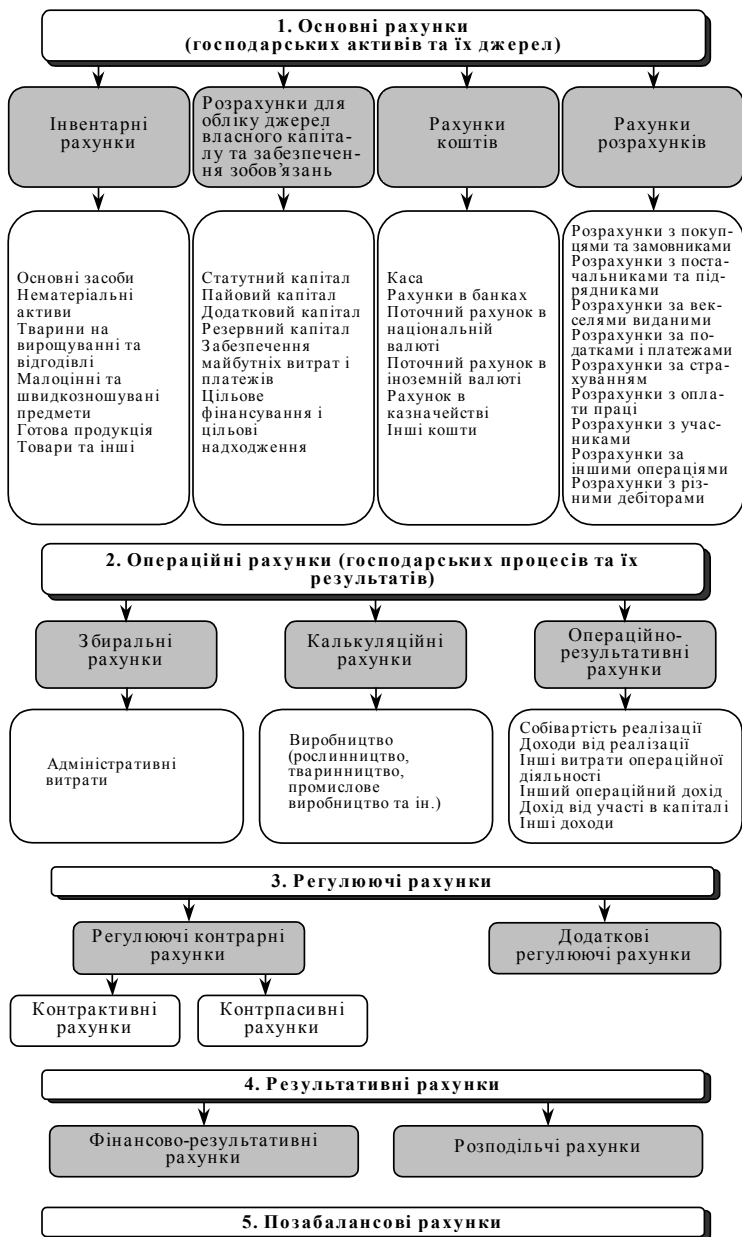 1. Основні рахунки
(господарських активів та їх джерел)
Інвентарні
рахунки
Розрахунки для
обліку джерел
власного капіта-
лу та забезпечен-
ня зобов’язань
Рахунки
коштів
Рахунки
розрахунків
Основні засоби
Нематеріальні
активи
Тварини на
вирощуванні та
відгодівлі
Малоцінні та
швидкозношувані
предмети
Готова продукція
Товари та інші
Статутний капітал
Пайовий капітал
Додатковий капітал
Резервний капітал
Забезпечення
майбутніх витрат і
платежів
Цільове
фінансування і
цільові
надходження
Каса
Рахунки в банках
Поточний рахунок в
національній
валюті
Поточний рахунок в
іноземній валюті
Рахунок в
казначействі
Інші кошти
Розрахунки з покуп-
цями та замовниками
Розрахунки з поста-
чальниками та підр-
рядниками
Розрахунки за век-
селями виданими
Розрахунки за по-
датками і платежами
Розрахунки за стра-
хуванням
Розрахунки з опла-
ти праці
Розрахунки з учас-
никами
Розрахунки за
іншими операціями
Розрахунки з різ-
ними дебіторами
2. Операційні рахунки (господарських процесів та їх
результатів)
Збиральні
рахунки
Калькуляційні
рахунки
Операційно-
результативні
рахунки
Адміністративні
витрати
Виробництво
(рослинництво,
тваринництво,
промислове
виробництво та ін.)
Собівартість реалізації
Доходи від реалізації
Інші витрати операційної
діяльності
Інший операційний дохід
Дохід від участі в капіталі
Інші доходи
3. Регулюючі рахунки
Регулюючі контрарні
рахунки
Додаткові
регулюючі рахунки
Контрактивні
рахунки
Контрпасивні
рахунки
4. Результативні рахунки
Фінансово-результативні
рахунки
Розподільчі рахунки
5. Позабалансові рахунки